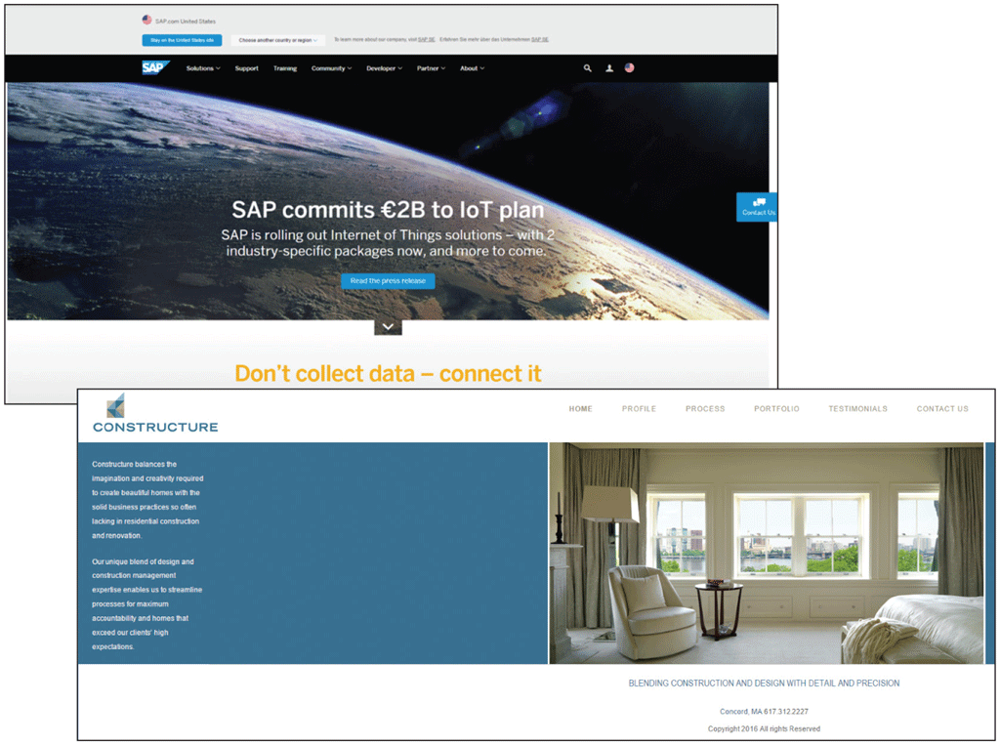 SAP.com United States
Stay on the United States site
Choose another country or region
To learn more about our company, visit SAP SE. Erfahren Sie mehr über das Unternehmen SAP SE.
SAP
Solutions Support Training Community Developer Partner About
Contact Us
SAP commits €2B to IoT plan
SAP is rolling out Internet of Things solutions – with 2
industry-specific packages now, and more to come.
Read the press release
Don't collect data – connect it
CONSTRUCTURE
HOME PROFILE PROCESS PORTFOLIO TESTIMONIALS CONTACT US
Constructure balances the
imagination and creativity required
to create beautiful homes with the
solid business practices so often
lacking in residential construction
and renovation.
Our unique blend of design and
construction management
expertise enables us to streamline
processes for maximum
accountability and homes that
exceed our clients' high
expectations.
BLENDING CONSTRUCTION AND DESIGN WITH DETAIL AND PRECISION
Concord, MA 617.312.2227
Copyright 2016 All rights Reserved